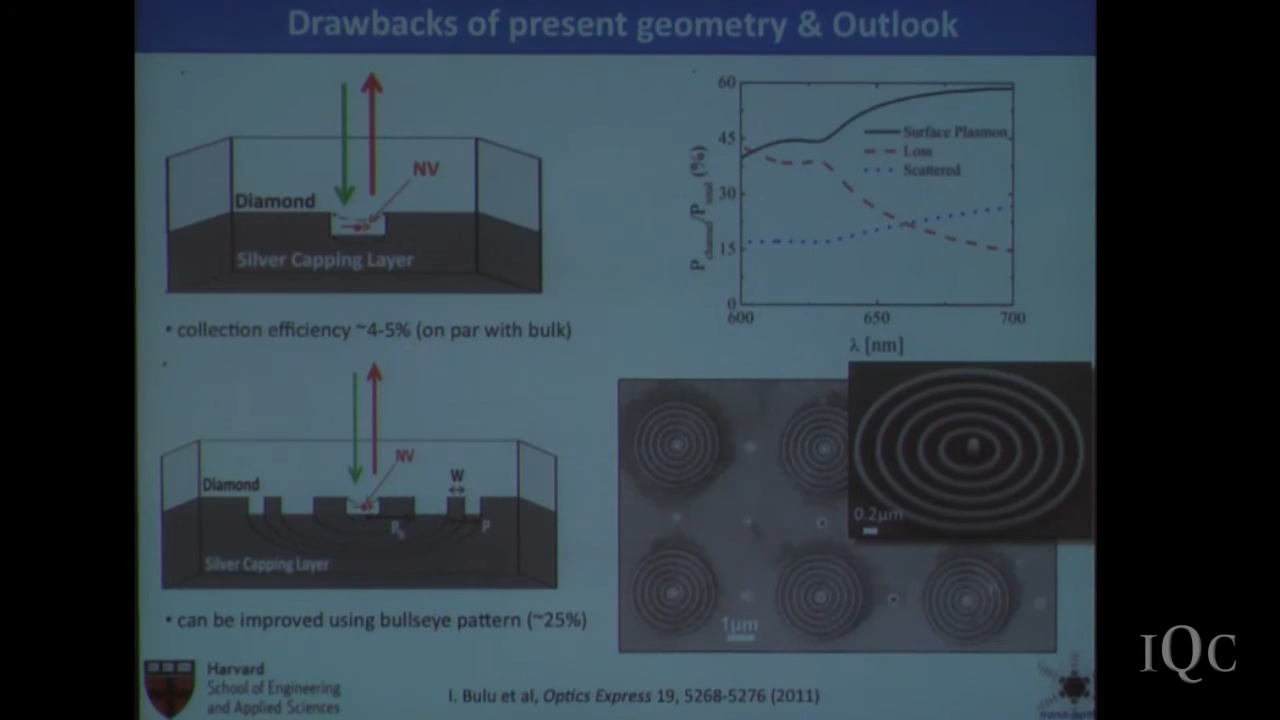 Drawbacks of present geometry & Outlook
NV
Diamond
Silver Capping Layer
• collection efficiency ~4-5% (on par with bulk)
60
45
30
15
0
600
650
700
λ [nm]
P channel/P total (%)
Surface Plasmon
Loss
Scattered
NV
W
Diamond
P
Silver Capping Layer
• can be improved using bullseye pattern (~25%)
0.2μm
1μm
Harvard
School of Engineering
and Applied Sciences
I. Bulu et al, Optics Express 19, 5268-5276 (2011)
IQC